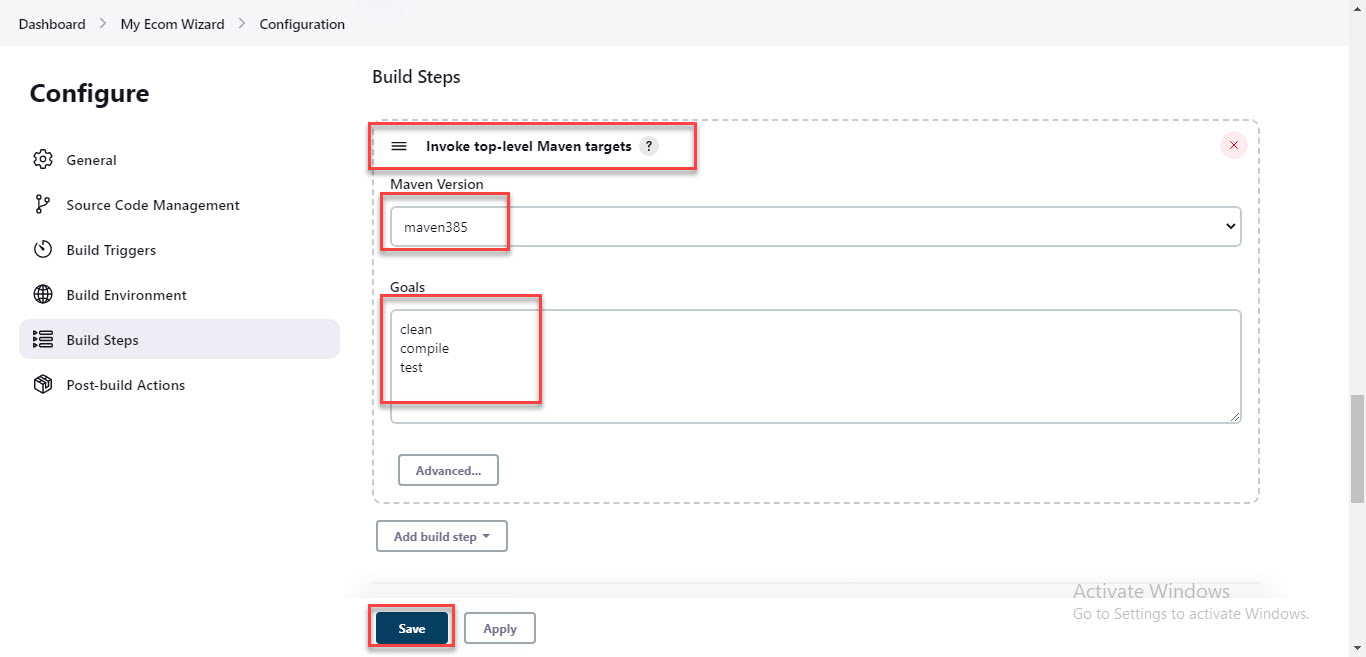 Dashboard > My Ecom Wizard > Configuration
Configure
General
Source Code Management
Build Triggers
Build Environment
Build Steps
Post-build Actions
Build Steps
Invoke top-level Maven targets ?
Maven Version
maven385
Goals
clean
compile
test
Advanced...
Add build step
Save Apply
Activate Windows
Go to Settings to activate Windows.